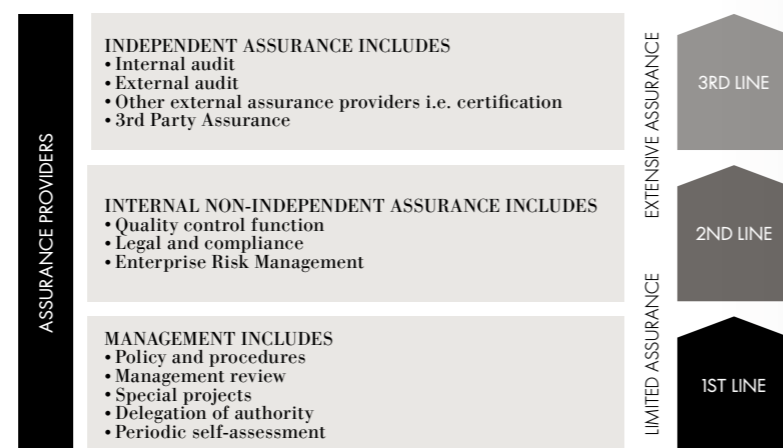 ASSURANCE PROVIDERS
INDEPENDENT ASSURANCE INCLUDES
• Internal audit
• External audit
• Other external assurance providers i.e. certification
• 3rd Party Assurance
EXTENSIVE ASSURANCE
3RD LINE
INTERNAL NON-INDEPENDENT ASSURANCE INCLUDES
• Quality control function
• Legal and compliance
• Enterprise Risk Management
2ND LINE
MANAGEMENT INCLUDES
• Policy and procedures
• Management review
• Special projects
• Delegation of authority
• Periodic self-assessment
LIMITED ASSURANCE
1ST LINE